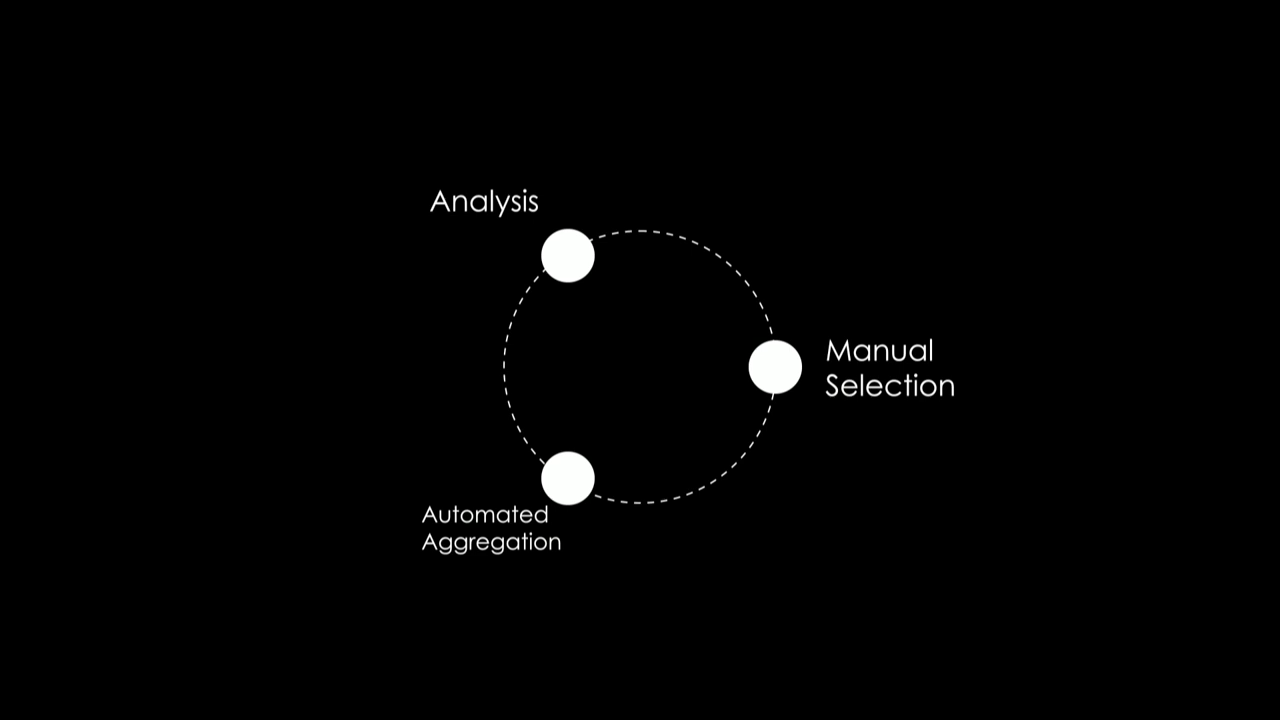 Analysis
Manual
Selection
Automated
Aggregation